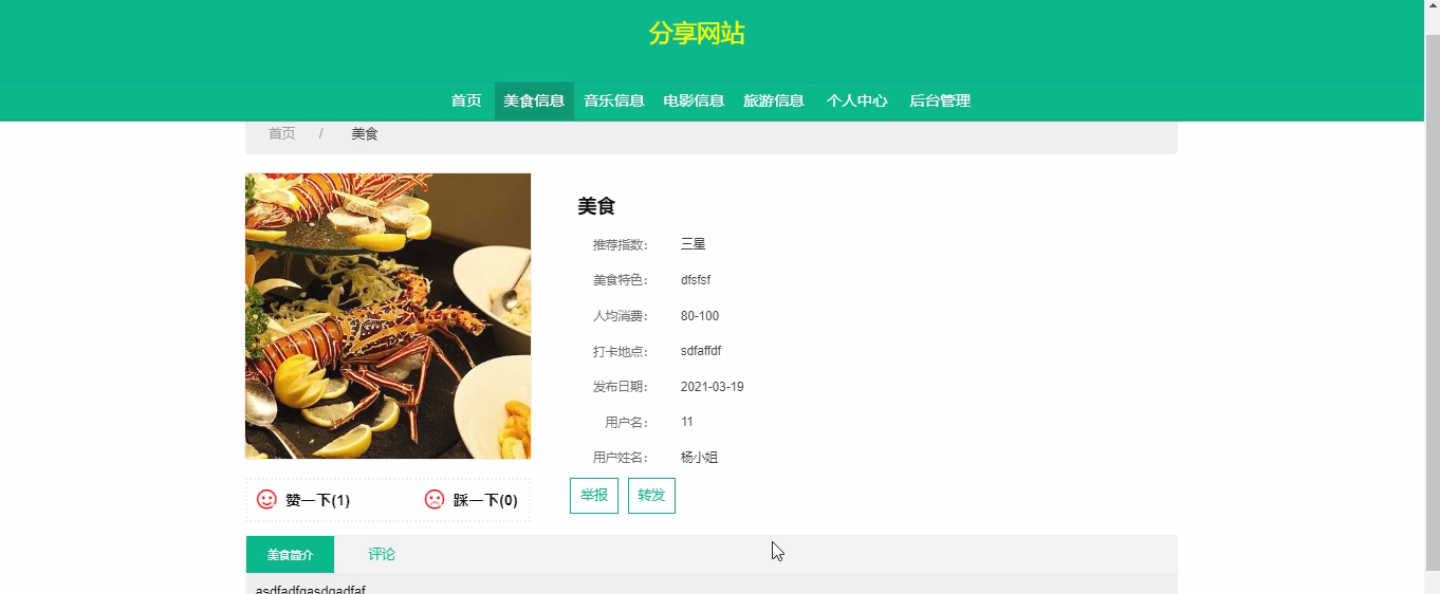 分享网站
首页 美食信息 音乐信息 电影信息 旅游信息 个人中心 后台管理
首页 / 美食
美食
推荐指数： 三星
美食特色： dfsfsf
人均消费： 80-100
打卡地点： sdfaffdf
发布日期： 2021-03-19
用户名： 11
用户姓名： 杨小姐
赞一下(1) 踩一下(0) 举报 转发
美食简介 评论
asdfadfgasdgadfaf